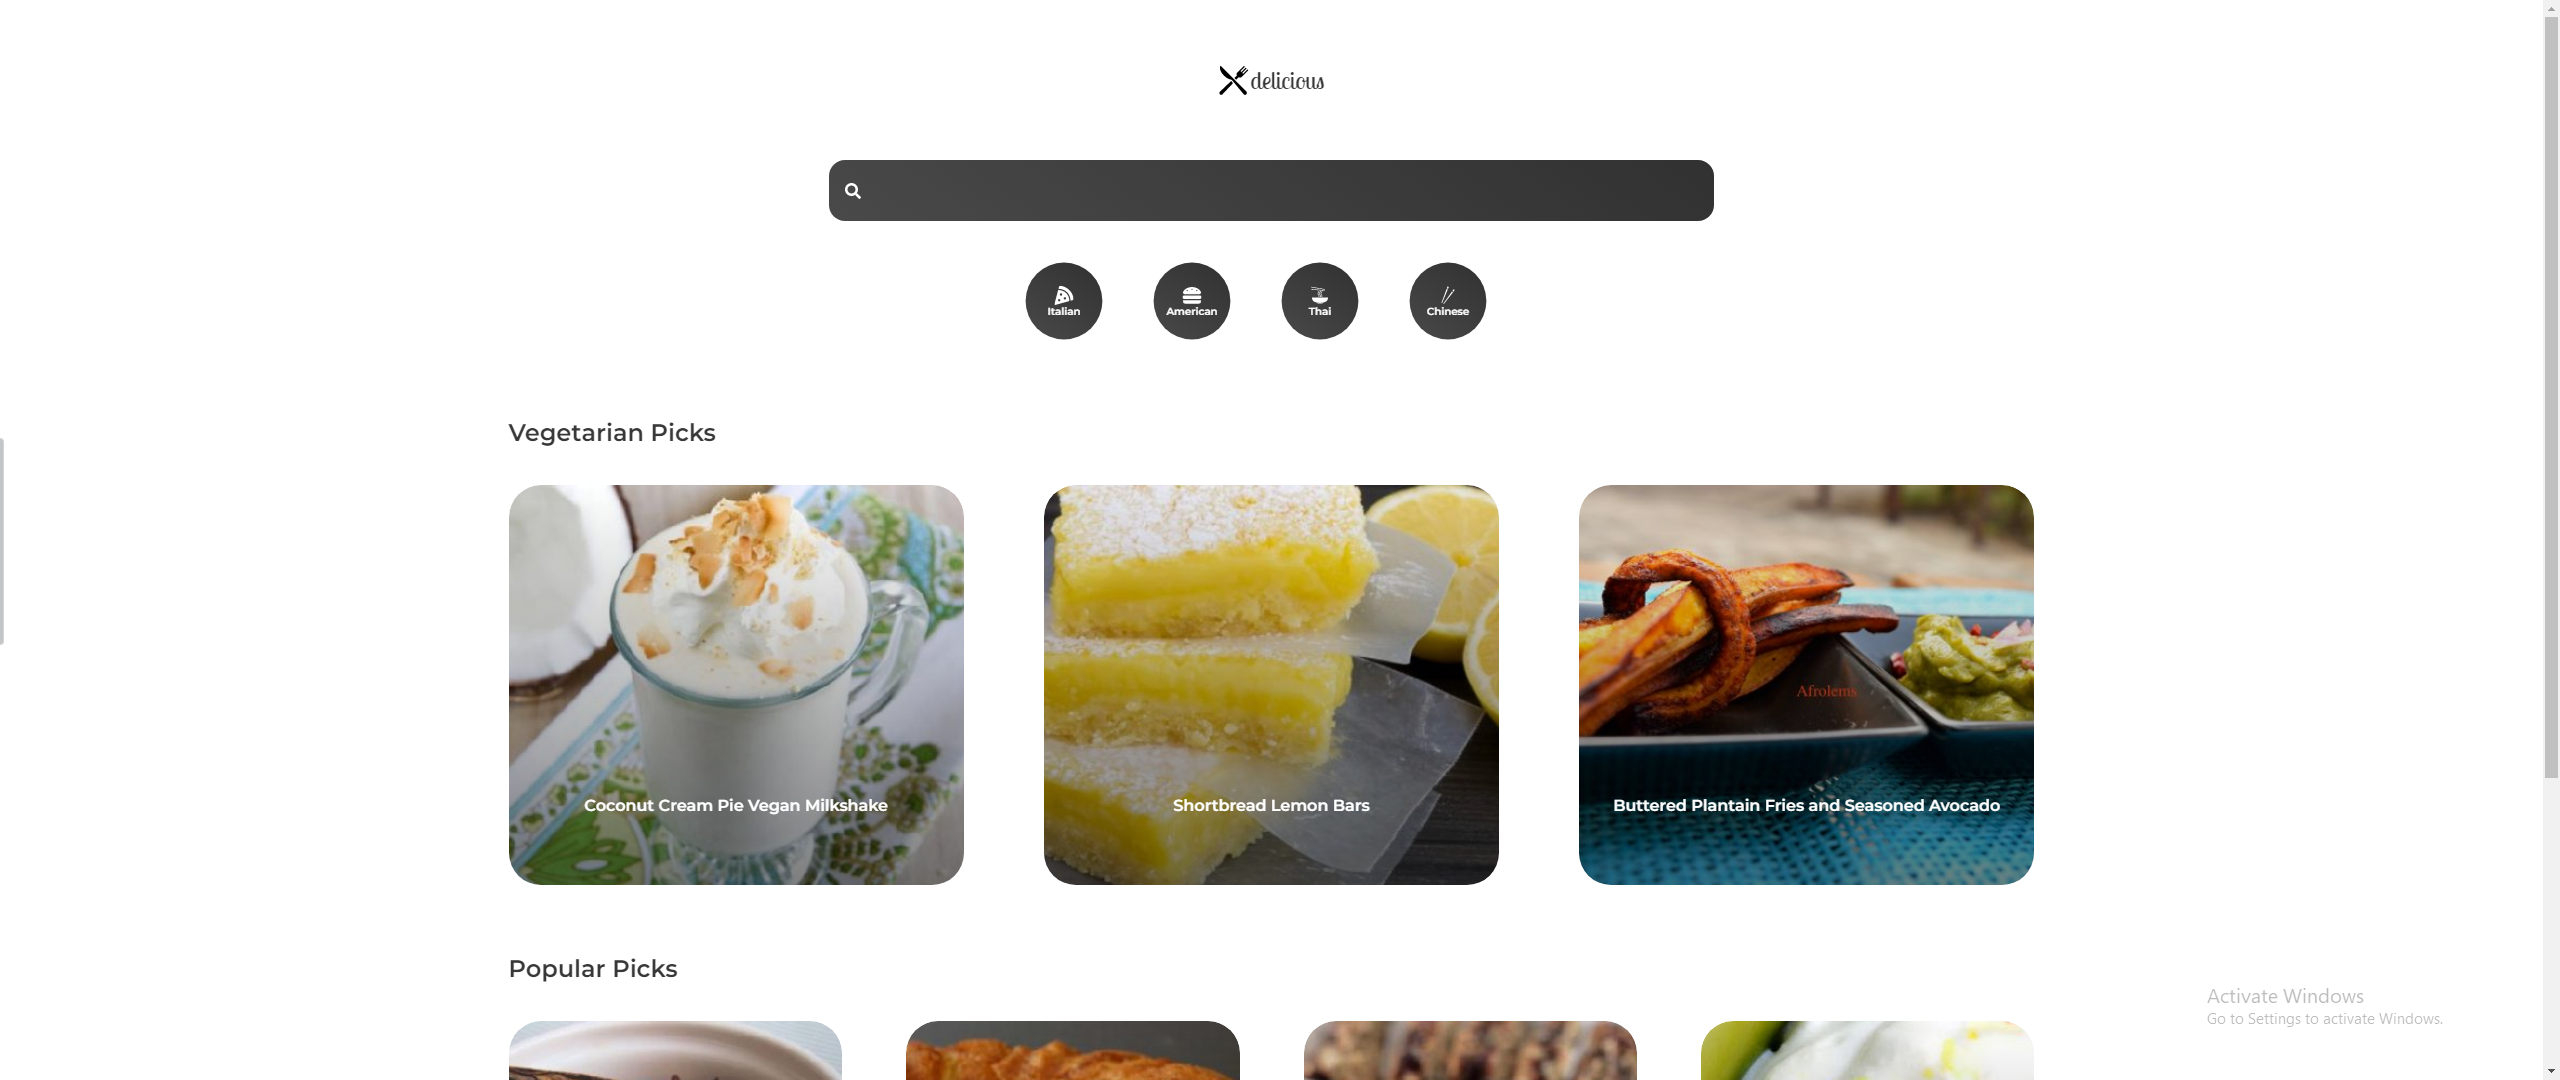 delicious
Italian
American
Thai
Chinese
Vegetarian Picks
Afrolems
Coconut Cream Pie Vegan Milkshake
Shortbread Lemon Bars
Buttered Plantain Fries and Seasoned Avocado
Popular Picks
Activate Windows
Go to Settings to activate Windows.